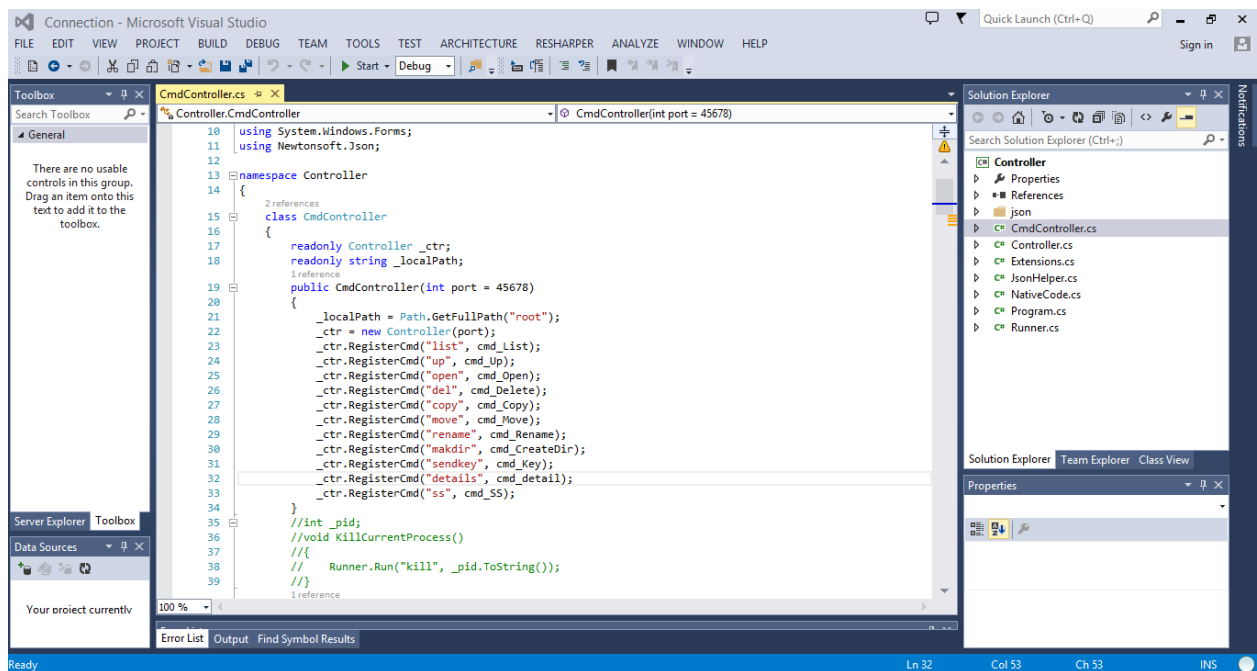 Connection - Microsoft Visual Studio
Quick Launch (Ctrl+Q)
FILE EDIT VIEW PROJECT BUILD DEBUG TEAM TOOLS TEST ARCHITECTURE RESHARPER ANALYZE WINDOW HELP
Sign in
Start Debug
Toolbox
Search Toolbox
General
There are no usable
controls in this group.
Drag an item onto this
text to add it to the
toolbox.
Server Explorer Toolbox
Data Sources
Your project currently
CmdController.cs
Controller.CmdController
CmdController(int port = 45678)
10 using System.Windows.Forms;
11 using Newtonsoft.Json;
12
13 namespace Controller
14 {
2 references
15 class CmdController
16 {
17 readonly Controller _ctr;
18 readonly string _localPath;
1 reference
19 public CmdController(int port = 45678)
20 {
21 _localPath = Path.GetFullPath("root");
22 _ctr = new Controller(port);
23 _ctr.RegisterCmd("list", cmd_List);
24 _ctr.RegisterCmd("up", cmd_Up);
25 _ctr.RegisterCmd("open", cmd_Open);
26 _ctr.RegisterCmd("del", cmd_Delete);
27 _ctr.RegisterCmd("copy", cmd_Copy);
28 _ctr.RegisterCmd("move", cmd_Move);
29 _ctr.RegisterCmd("rename", cmd_Rename);
30 _ctr.RegisterCmd("makdir", cmd_CreateDir);
31 _ctr.RegisterCmd("sendkey", cmd_Key);
32 _ctr.RegisterCmd("details", cmd_detail);
33 _ctr.RegisterCmd("ss", cmd_SS);
34 }
35 //int _pid;
36 //void KillCurrentProcess()
37 //{
38 // Runner.Run("kill", _pid.ToString());
39 //}
1 reference
100 %
Error List Output Find Symbol Results
Solution Explorer
Search Solution Explorer (Ctrl+;)
C# Controller
Properties
References
json
C# CmdController.cs
C# Controller.cs
C# Extensions.cs
C# JsonHelper.cs
C# NativeCode.cs
C# Program.cs
C# Runner.cs
Solution Explorer Team Explorer Class View
Properties
Notifications
Ready
Ln 32 Col 53 Ch 53 INS